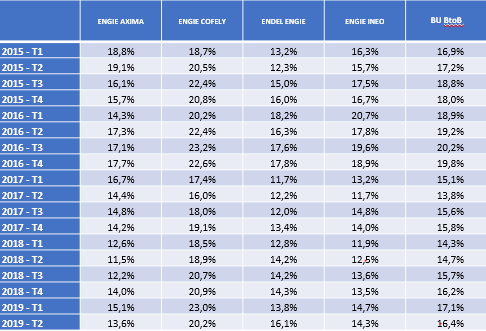 ENGIE AXIMA ENGIE COFELY ENDEL ENGIE ENGIE INEO BU BtoB
2015 - T1 18,8% 18,7% 13,2% 16,3% 16,9%
2015 - T2 19,1% 20,5% 12,3% 15,7% 17,2%
2015 - T3 16,1% 22,4% 15,0% 17,5% 18,8%
2015 - T4 15,7% 20,8% 16,0% 16,7% 18,0%
2016 - T1 14,3% 20,2% 18,2% 20,7% 18,9%
2016 - T2 17,3% 22,4% 16,3% 17,8% 19,2%
2016 - T3 17,1% 23,2% 17,6% 19,6% 20,2%
2016 - T4 17,7% 22,6% 17,8% 18,9% 19,8%
2017 - T1 16,7% 17,4% 11,7% 13,2% 15,1%
2017 - T2 14,4% 16,0% 12,2% 11,7% 13,8%
2017 - T3 14,8% 18,0% 12,0% 14,8% 15,6%
2017 - T4 14,2% 19,1% 13,4% 14,0% 15,8%
2018 - T1 12,6% 18,5% 12,8% 11,9% 14,3%
2018 - T2 11,5% 18,9% 14,2% 12,5% 14,7%
2018 - T3 12,2% 20,7% 14,2% 13,6% 15,7%
2018 - T4 14,0% 20,9% 14,3% 13,5% 16,2%
2019 - T1 15,1% 23,0% 13,8% 14,7% 17,1%
2019 - T2 13,6% 20,2% 16,1% 14,3% 16,4%